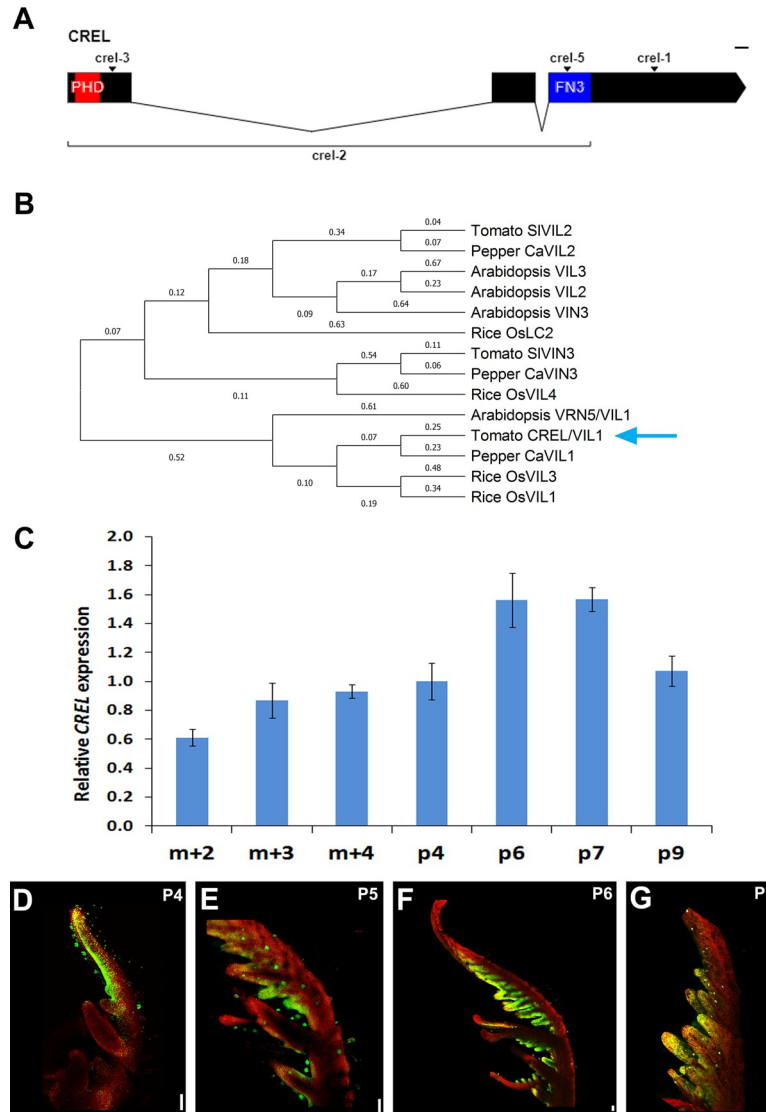 A
CREL
crel-3
crel-5
crel-1
PHD
FN3
crel-2
B
0.04
0.34
Tomato SlVIL2
0.07
Pepper CaVIL2
0.18
0.67
Arabidopsis VIL3
0.17
0.23
Arabidopsis VIL2
0.12
0.64
0.09
Arabidopsis VIN3
0.63
Rice OsLC2
0.07
0.11
Tomato SlVIN3
0.54
0.06
Pepper CaVIN3
0.60
0.11
Rice OsVIL4
0.61
Arabidopsis VRN5/VIL1
0.25
0.07
Tomato CREL/VIL1
0.23
0.52
Pepper CaVIL1
0.48
0.10
Rice OsVIL3
0.34
0.19
Rice OsVIL1
C
Relative CREL expression
2.0
1.8
1.6
1.4
1.2
1.0
0.8
0.6
0.4
0.2
0.0
m+2 m+3 m+4 p4 p6 p7 p9
D P4
E P5
F P6
G P